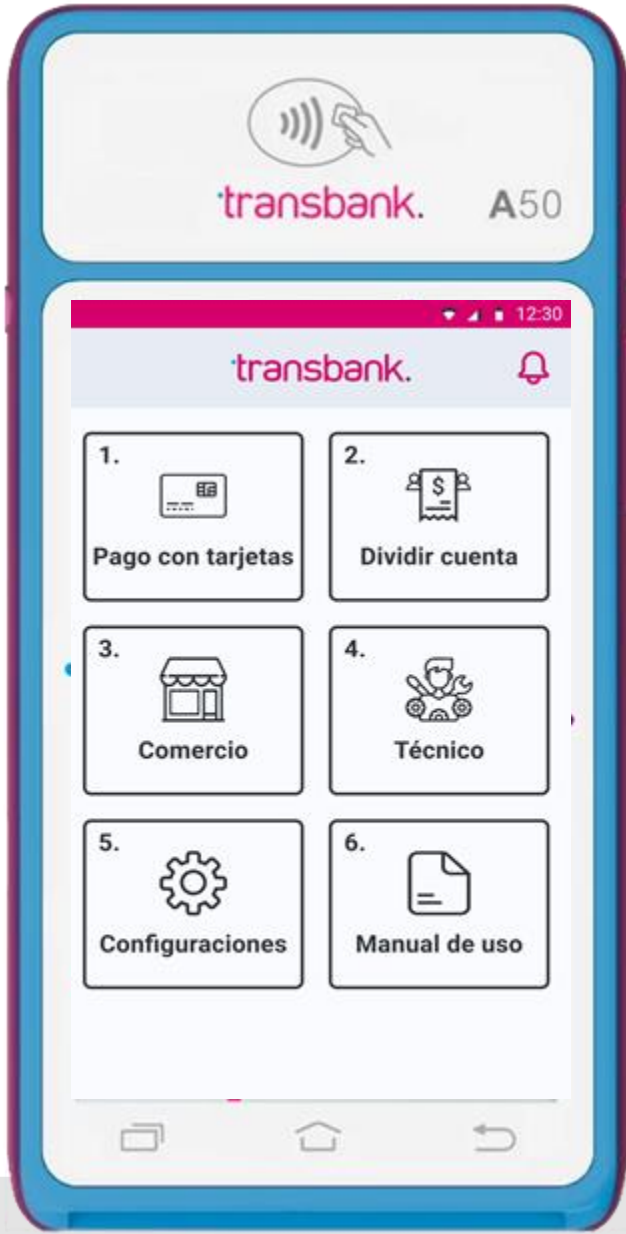 transbank.
A50
12:30
transbank.
1.
Pago con tarjetas
2.
$
Dividir cuenta
3.
Comercio
4.
Técnico
5.
Configuraciones
6.
Manual de uso